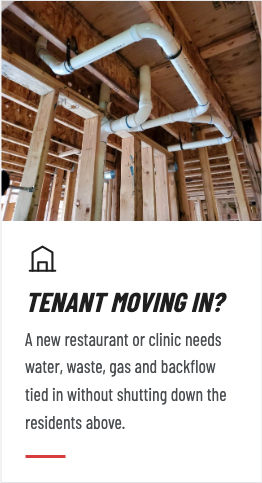 TENANT MOVING IN?
A new restaurant or clinic needs
water, waste, gas and backflow
tied in without shutting down the
residents above.